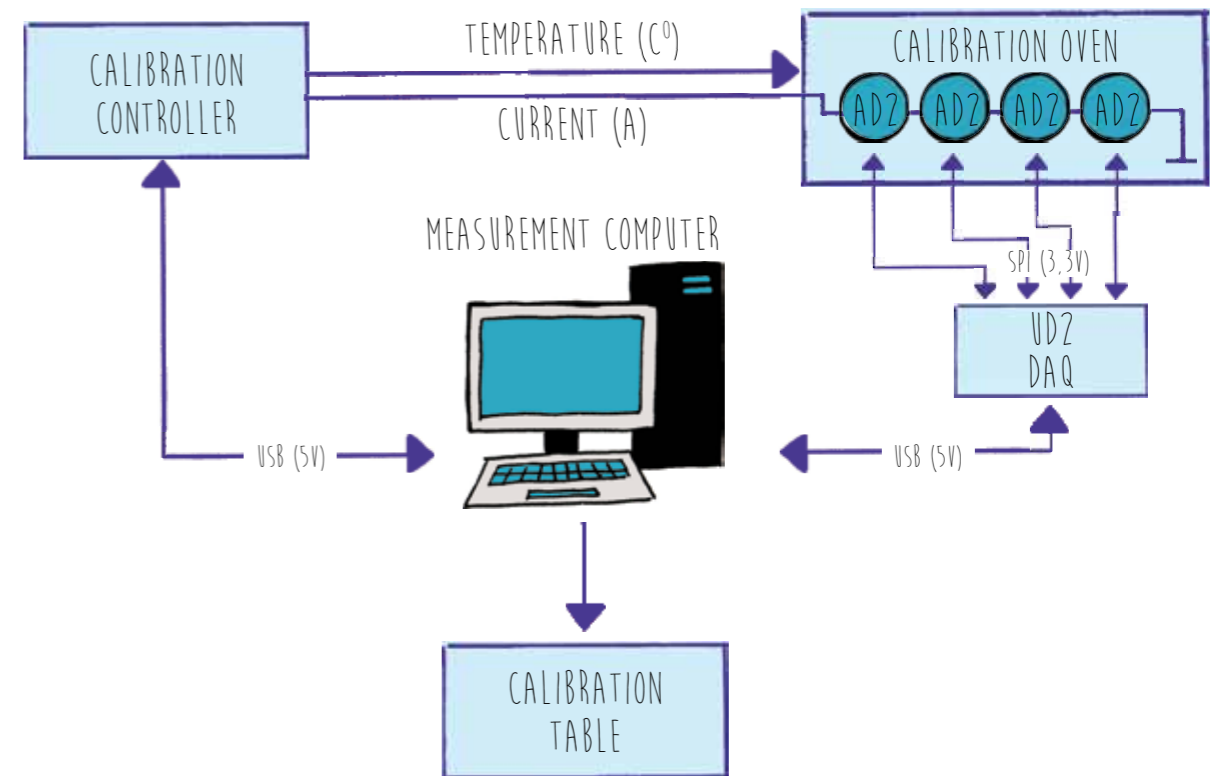 CALIBRATION
CONTROLLER
TEMPERATURE (C⁰)
CURRENT (A)
CALIBRATION OVEN
AD2 AD2 AD2 AD2
MEASUREMENT COMPUTER
SPI (3,3V)
UD2
DAQ
USB (5V)
USB (5V)
CALIBRATION
TABLE